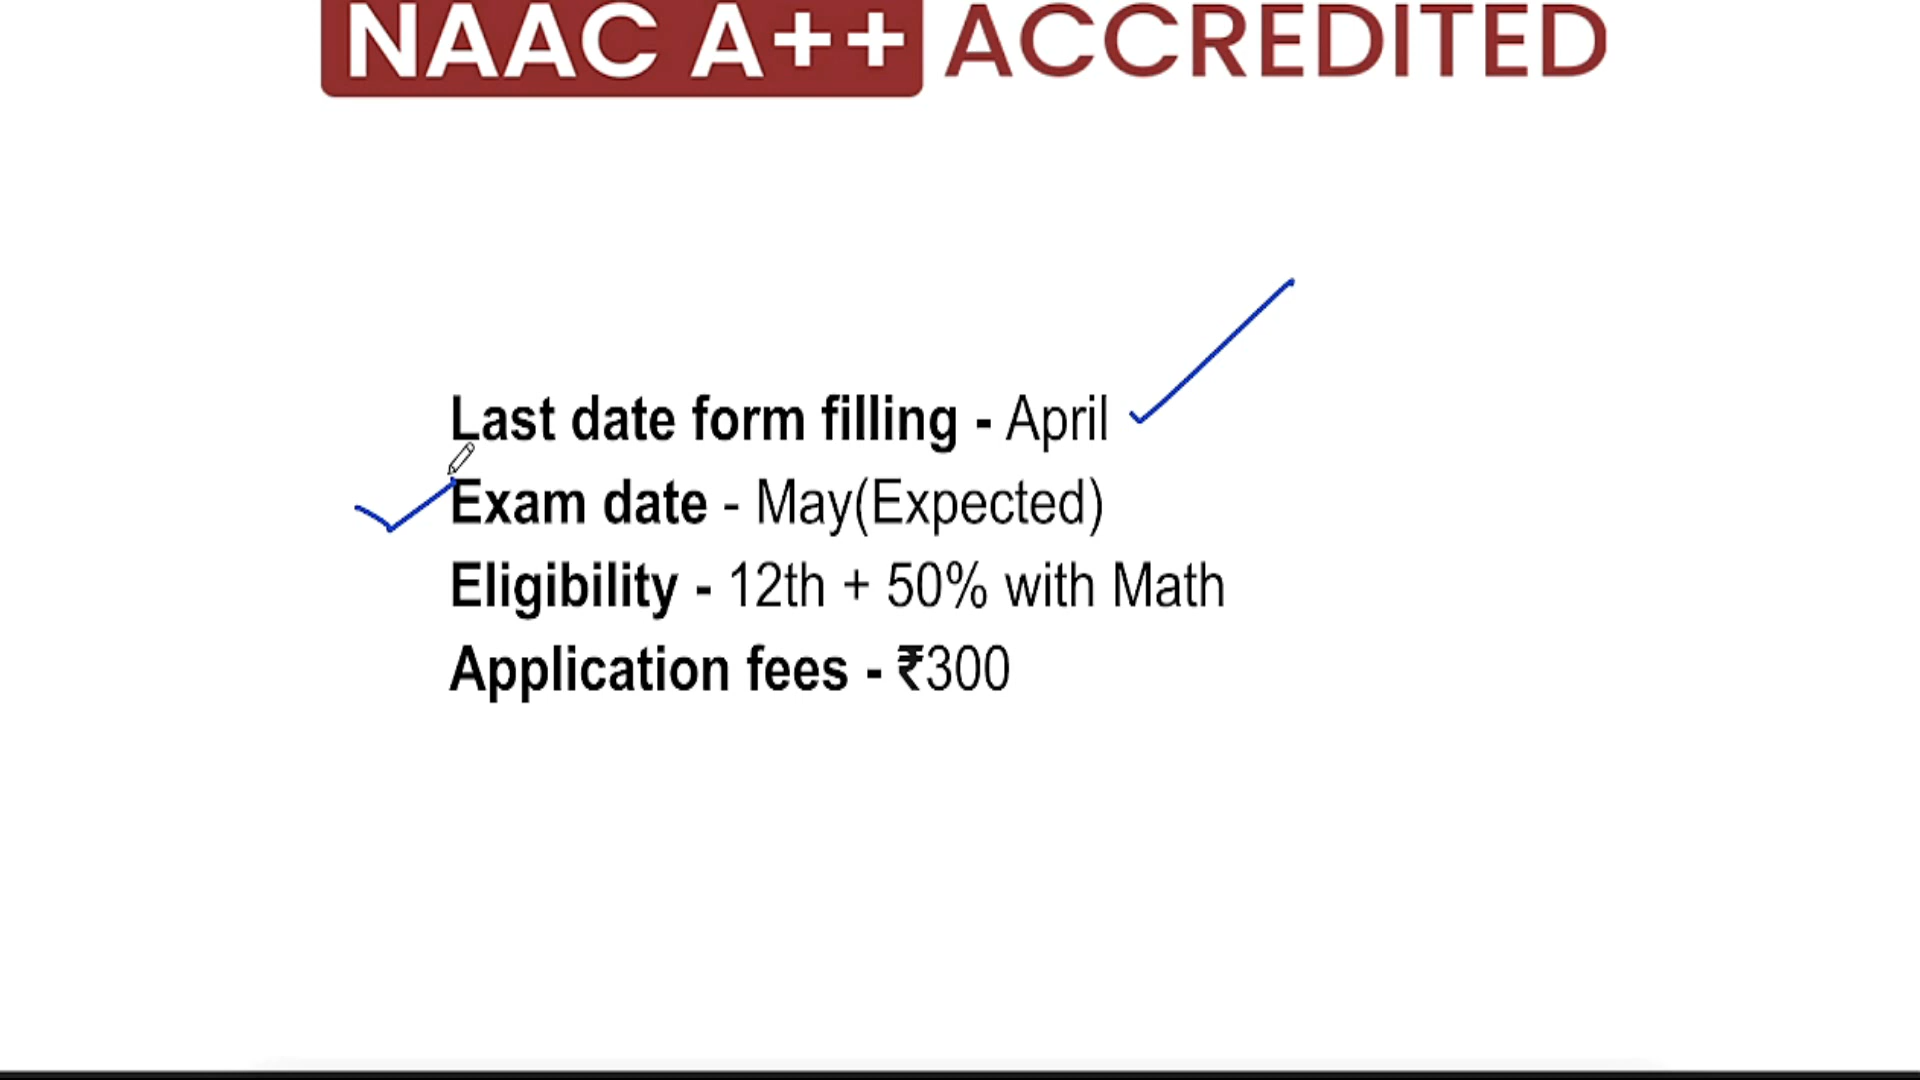 NAAC A++ ACCREDITED
Last date form filling - April
Exam date - May(Expected)
Eligibility - 12th + 50% with Math
Application fees - ₹300